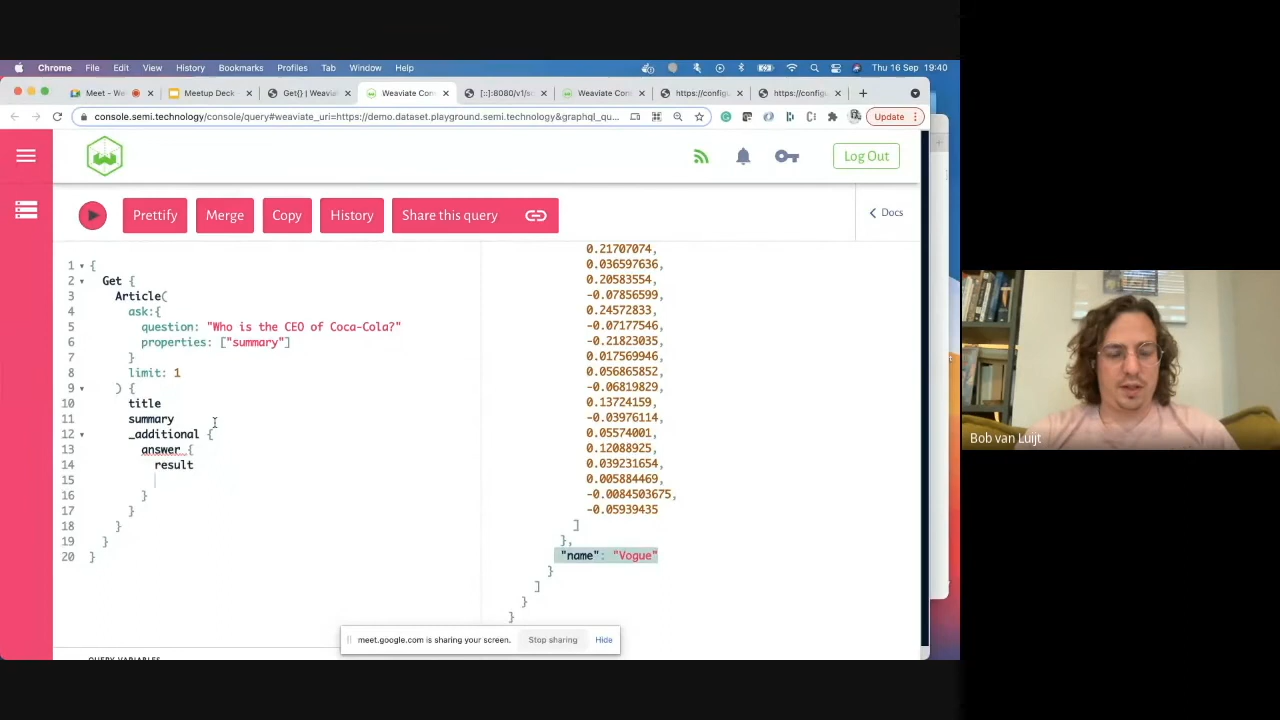 Chrome File Edit View History Bookmarks Profiles Tab Window Help Thu 16 Sep 19:40
Meet - We
Meetup Deck -
Get{} | Weavia
Weaviate Con
[::]:8080/v1/sc
Weaviate Con
https://configu
https://configu
console.semi.technology/console/query#weaviate_uri=https://demo.dataset.playground.semi.technology&graphql_qu...
Update
Log Out
Prettify
Merge
Copy
History
Share this query
Docs
1 {
2 Get {
3 Article(
4 ask:{
5 question: "Who is the CEO of Coca-Cola?"
6 properties: ["summary"]
7 }
8 limit: 1
9 ) {
10 title
11 summary
12 _additional {
13 answer {
14 result
15
16 }
17 }
18 }
19 }
20 }
0.21707074,
0.036597636,
0.20583554,
-0.07856599,
0.24572833,
-0.07177546,
-0.21823035,
0.017569946,
0.056865852,
-0.06819829,
0.13724159,
-0.03976114,
0.05574001,
0.12088925,
0.039231654,
0.005884469,
-0.0084503675,
-0.05939435
]
},
"name": "Vogue"
}
]
}
}
meet.google.com is sharing your screen.
Stop sharing
Hide
QUERY VARIABLES
Bob van Luijt